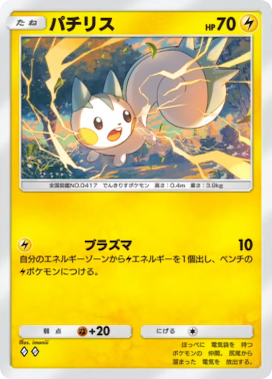 たね パチリス HP70
全国図鑑NO.0417 でんきりすポケモン 高さ:0.4m 重さ:3.9kg
プラズマ 10
自分のエネルギーゾーンからエネルギーを1個出し、ベンチの
ポケモンにつける。
弱点 +20 にげる
Illus. imoniii
ほっぺに 電気袋を 持つ
ポケモンの 仲間。尻尾から
溜まった 電気を 放出する。